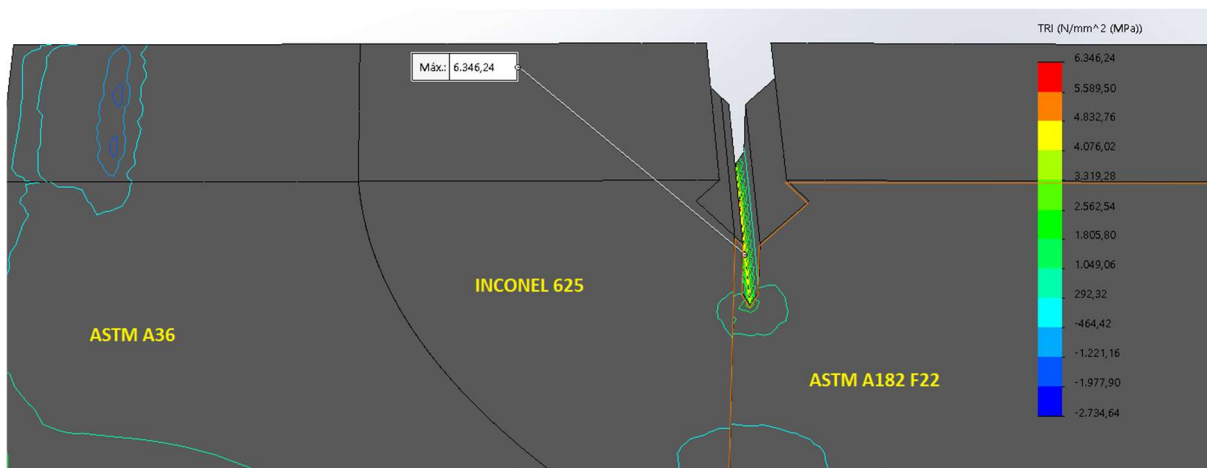 TRI (N/mm^2 (MPa))
Máx.: 6.346,24
6.346,24
5.589,50
4.832,76
4.076,02
3.319,28
2.562,54
1.805,80
1.049,06
292,32
-464,42
-1.221,16
-1.977,90
-2.734,64
INCONEL 625
ASTM A36
ASTM A182 F22